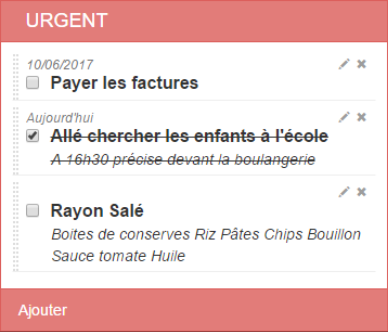 URGENT
10/06/2017
Payer les factures
Aujourd'hui
Allé chercher les enfants à l'école
A 16h30 précise devant la boulangerie
Rayon Salé
Boites de conserves Riz Pâtes Chips Bouillon
Sauce tomate Huile
Ajouter